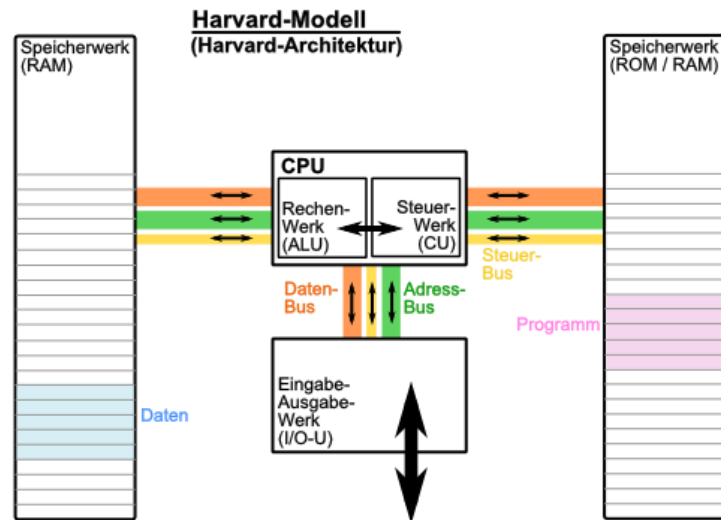 Harvard-Modell
(Harvard-Architektur)
Speicherwerk
(RAM)
Speicherwerk
(ROM / RAM)
CPU
Rechen-
Werk
(ALU)
Steuer-
Werk
(CU)
Steuer-
Bus
Daten-
Bus
Adress-
Bus
Programm
Eingabe-
Ausgabe-
Werk
(I/O-U)
Daten